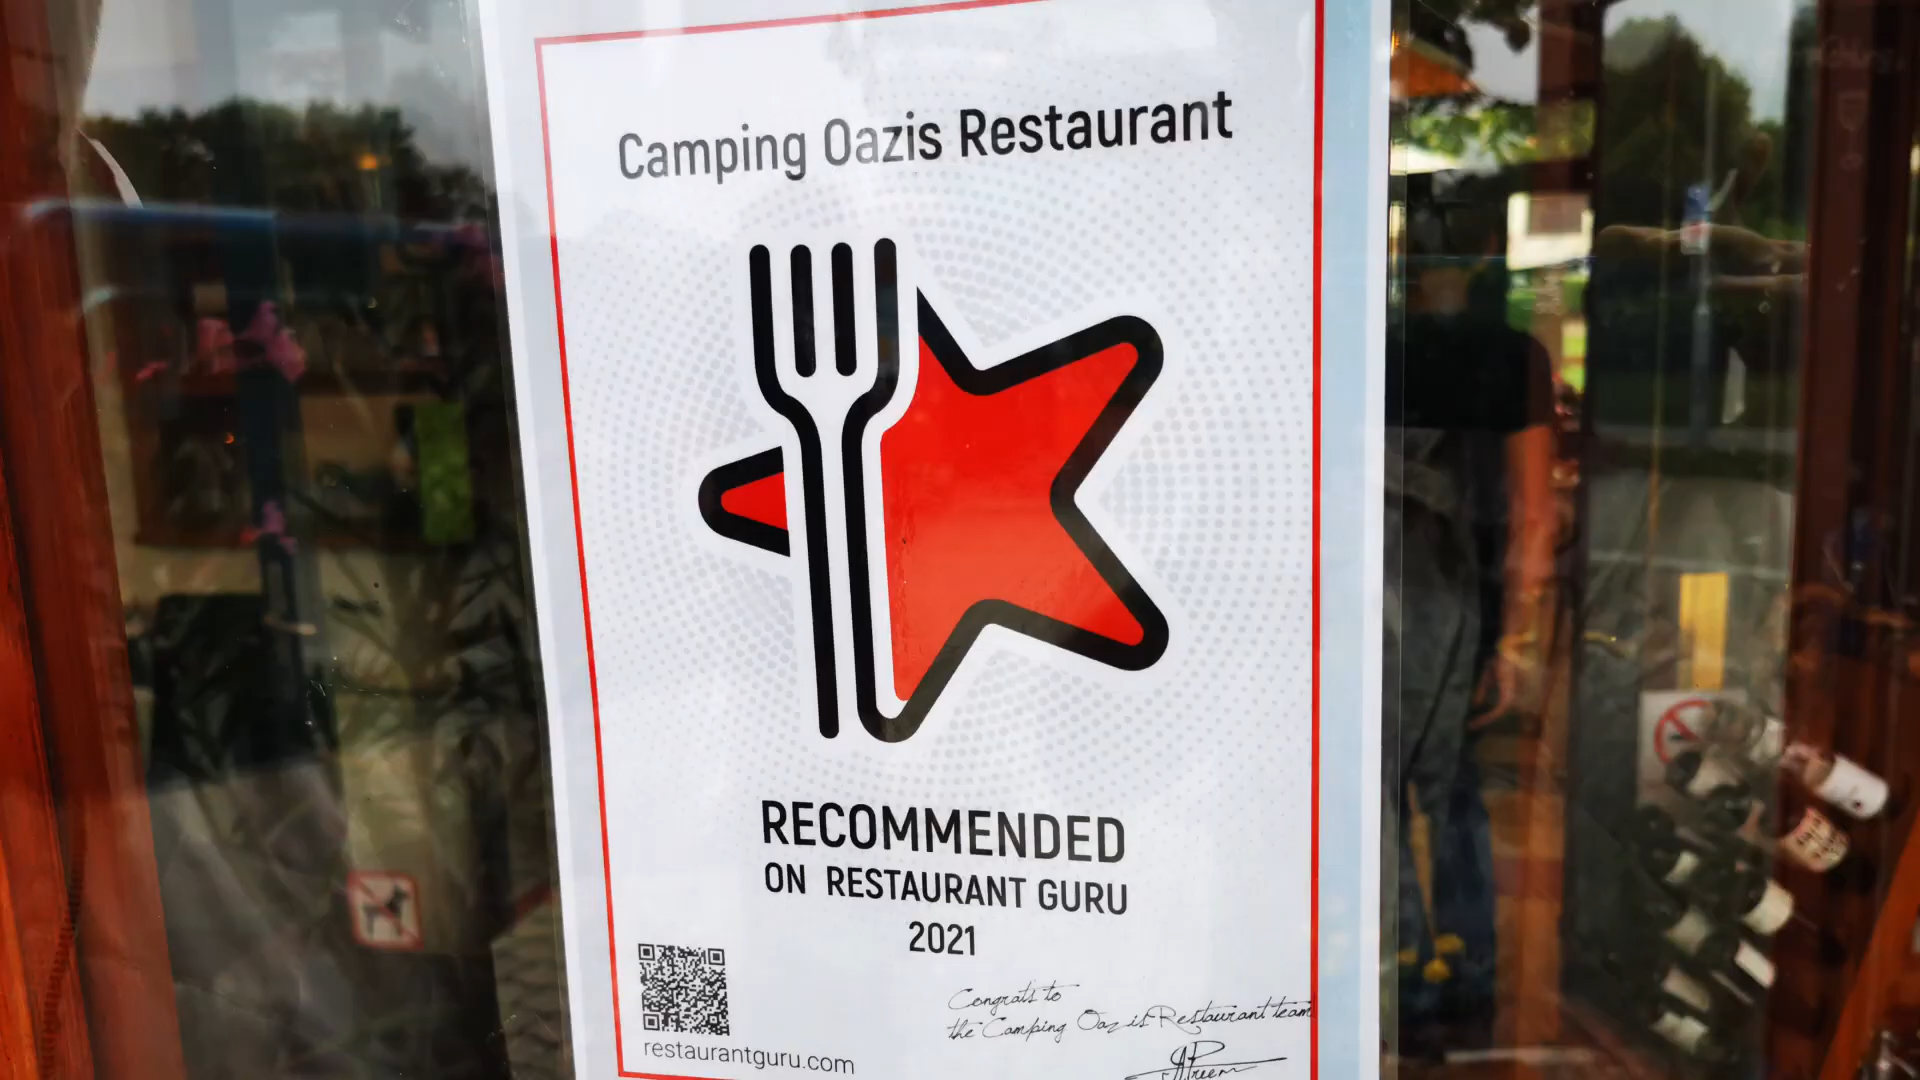 Camping Oazis Restaurant
RECOMMENDED
ON RESTAURANT GURU
2021
Congrats to
the Camping Oazis Restaurant team
restaurantguru.com